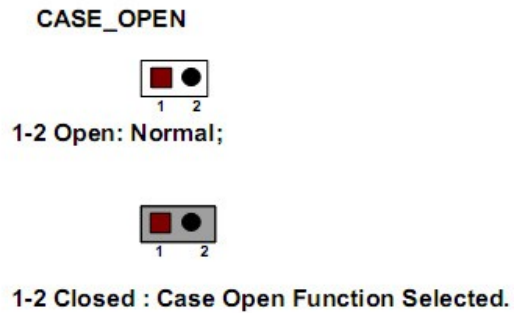 CASE_OPEN
1 2
1-2 Open: Normal;
1 2
1-2 Closed : Case Open Function Selected.